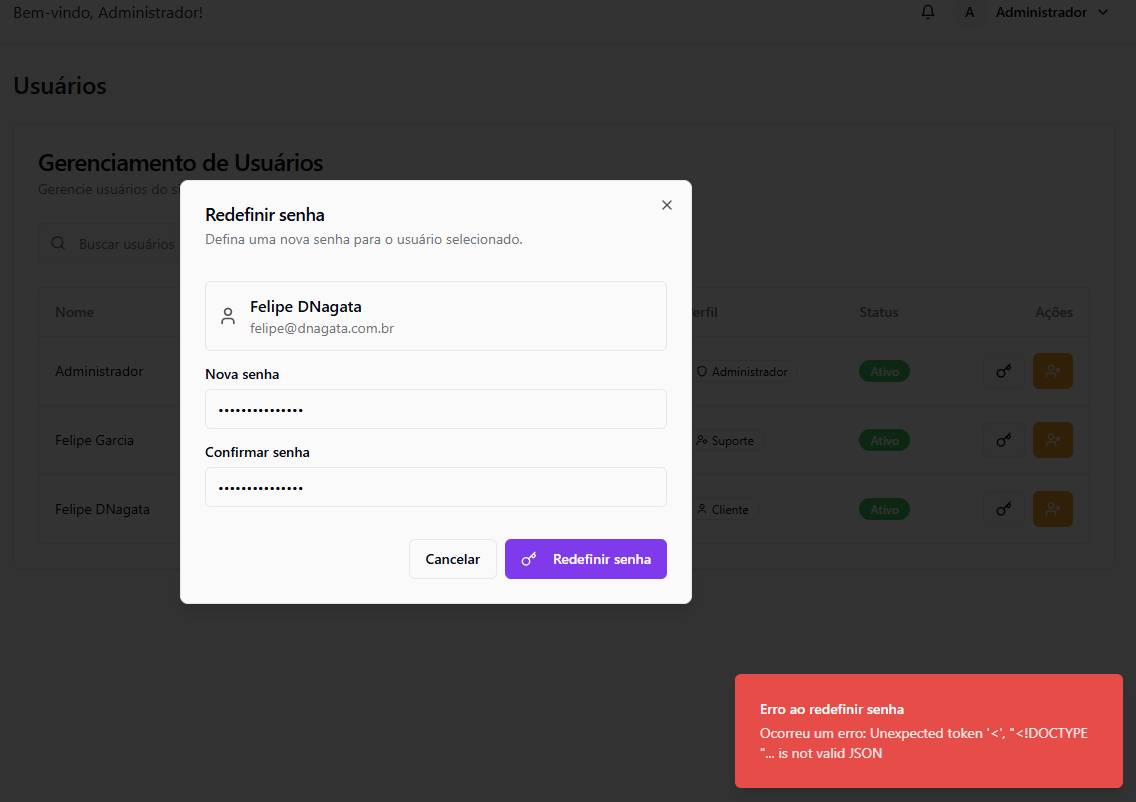 Bem-vindo, Administrador!
A
Administrador
Usuários
Gerenciamento de Usuários
Gerencie usuários do s
Buscar usuários
Nome
erfil
Status
Ações
Administrador
Administrador
Ativo
Felipe Garcia
Suporte
Ativo
Felipe DNagata
Cliente
Ativo
Redefinir senha
Defina uma nova senha para o usuário selecionado.
Felipe DNagata
felipe@dnagata.com.br
Nova senha
•••••••••••••••
Confirmar senha
•••••••••••••••
Cancelar
Redefinir senha
Erro ao redefinir senha
Ocorreu um erro: Unexpected token '<', "<!DOCTYPE
"... is not valid JSON